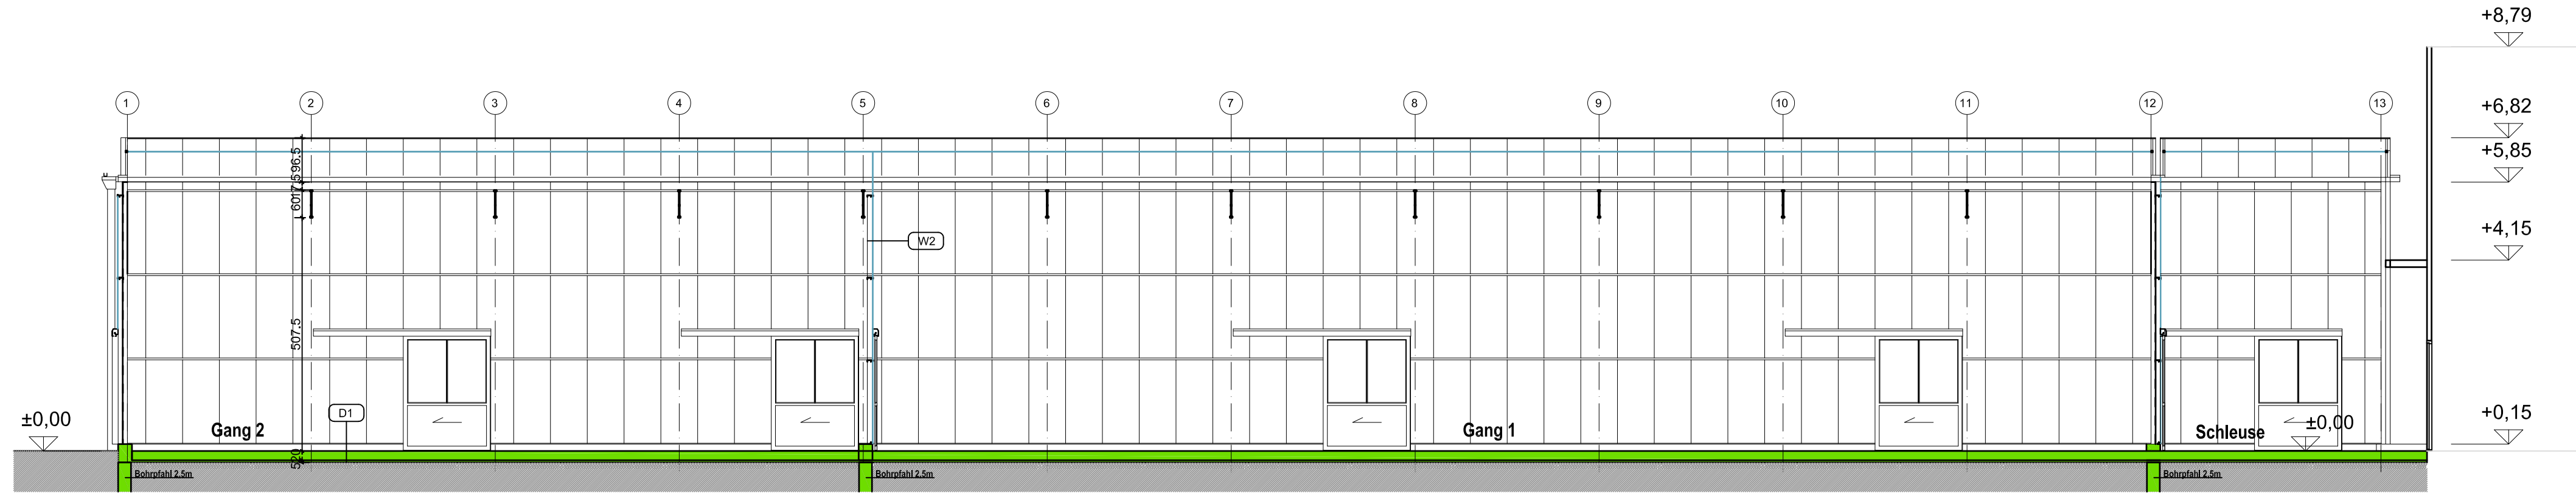 +8,79
1 2 3 4 5 6 7 8 9 10 11 12 13
+6,82
+5,85
96.5
W2
+4,15
507.5
D1
±0,00
+0,15
Gang 2
Gang 1
Schleuse
±0,00
Bohrpfahl 2,5m
Bohrpfahl 2,5m
Bohrpfahl 2,5m